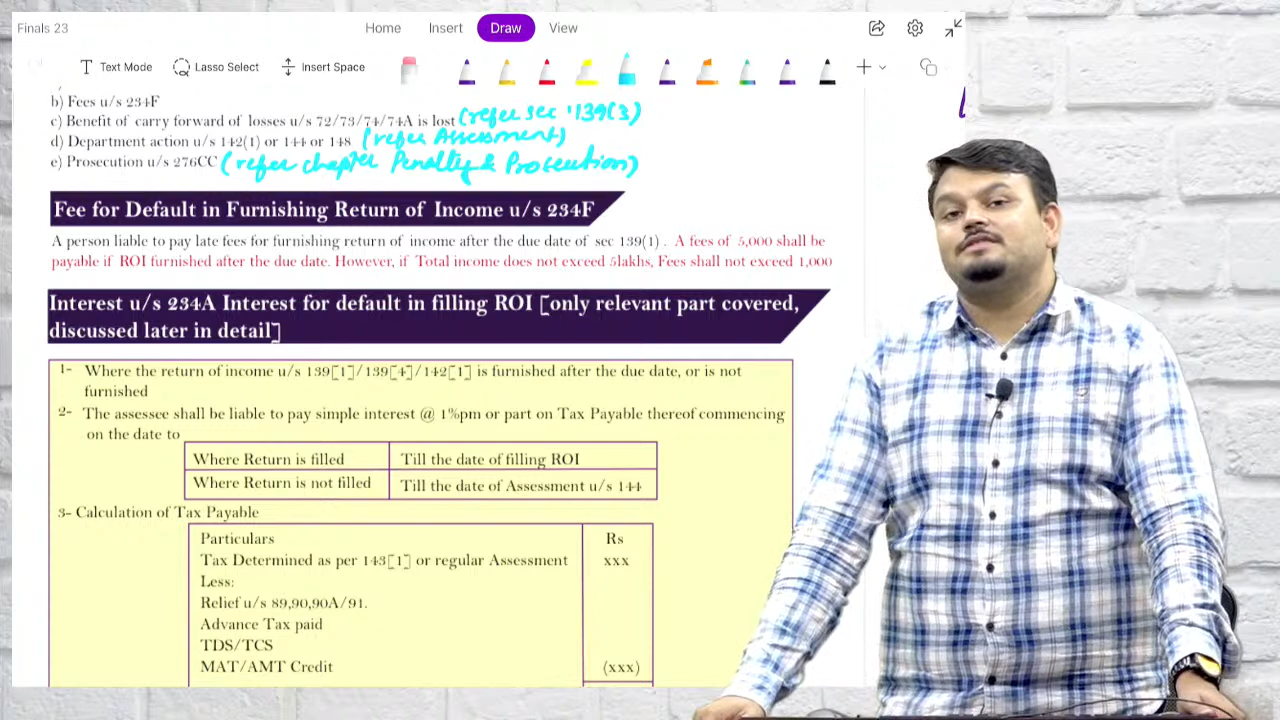 Finals 23
Home Insert Draw View
Text Mode Lasso Select Insert Space
b) Fees u/s 234F
c) Benefit of carry forward of losses u/s 72/73/74/74A is lost (refer sec 139(3)
d) Department action u/s 142(1) or 144 or 148 (refer Assessment)
e) Prosecution u/s 276CC (refer chapter Penalty & Prosecution)
Fee for Default in Furnishing Return of Income u/s 234F
A person liable to pay late fees for furnishing return of income after the due date of sec 139(1) . A fees of 5,000 shall be
payable if ROI furnished after the due date. However, if Total income does not exceed 5lakhs, Fees shall not exceed 1,000
Interest u/s 234A Interest for default in filling ROI [only relevant part covered,
discussed later in detail]
1- Where the return of income u/s 139[1]/139[4]/142[1] is furnished after the due date, or is not
furnished
2- The assessee shall be liable to pay simple interest @ 1%pm or part on Tax Payable thereof commencing
on the date to
Where Return is filled Till the date of filling ROI
Where Return is not filled Till the date of Assessment u/s 144
3- Calculation of Tax Payable
Particulars Rs
Tax Determined as per 143[1] or regular Assessment xxx
Less:
Relief u/s 89,90,90A/91.
Advance Tax paid
TDS/TCS
MAT/AMT Credit (xxx)